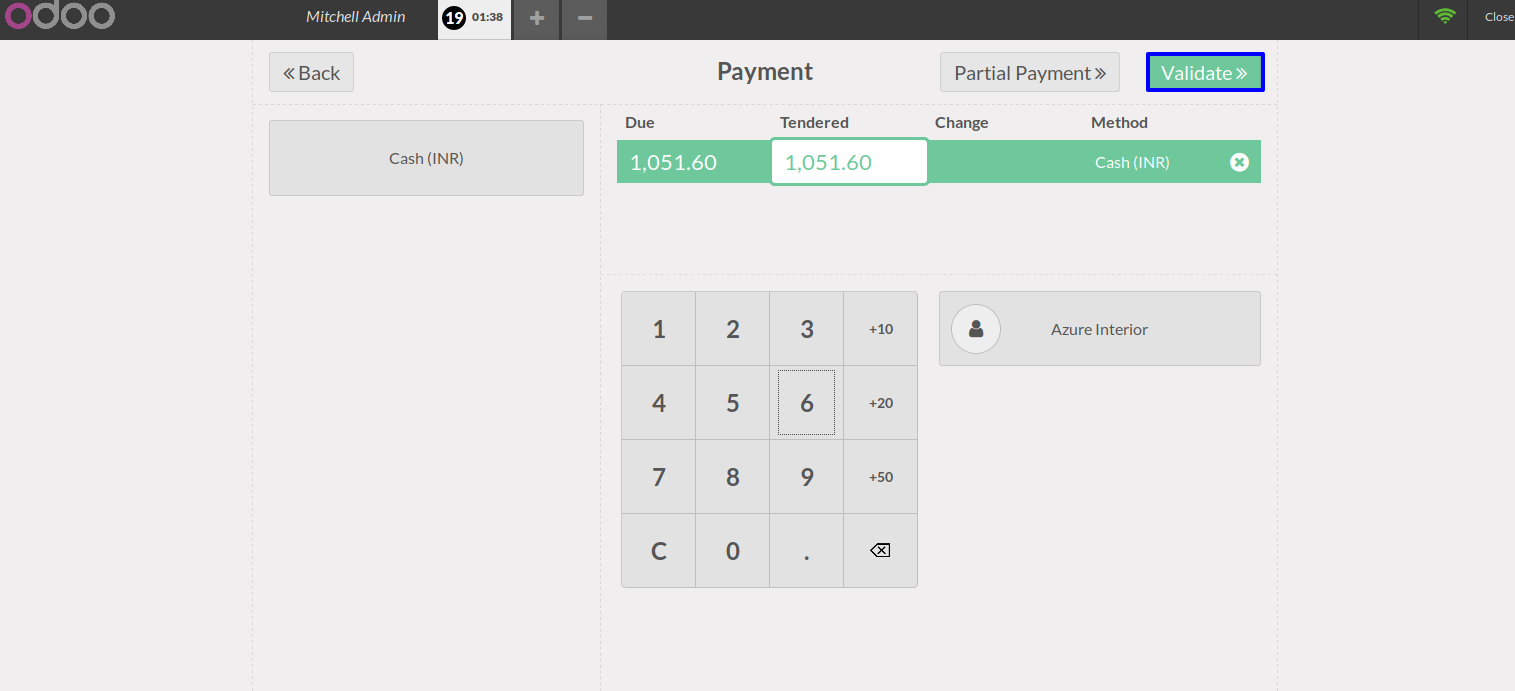 odoo
Mitchell Admin
19 01:38
+
−
Close
« Back
Payment
Partial Payment »
Validate »
Cash (INR)
Due Tendered Change Method
1,051.60 1,051.60 Cash (INR)
1 2 3 +10
4 5 6 +20
7 8 9 +50
C 0 .
Azure Interior